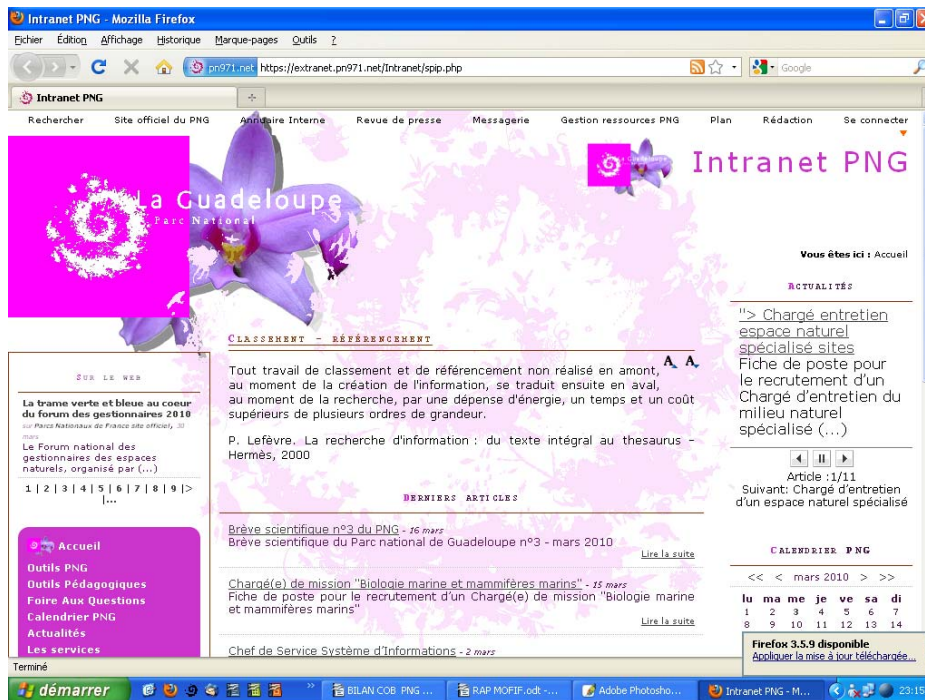 Intranet PNG - Mozilla Firefox
Fichier Édition Affichage Historique Marque-pages Outils ?
pn971.net https://extranet.pn971.net/Intranet/spip.php
Google
Intranet PNG
Rechercher Site officiel du PNG Annuaire Interne Revue de presse Messagerie Gestion ressources PNG Plan Rédaction Se connecter
La Guadeloupe
Parc National
Intranet PNG
Vous êtes ici : Accueil
Actualités
"> Chargé entretien
espace naturel
spécialisé sites
Fiche de poste pour
le recrutement d'un
Chargé d'entretien du
milieu naturel
spécialisé (...)
Article :1/11
Suivant: Chargé d'entretien
d'un espace naturel spécialisé
Calendrier PNG
<< < mars 2010 > >>
lu ma me je ve sa di
1 2 3 4 5 6 7
8 9 10 11 12 13 14
Sur le web
La trame verte et bleue au coeur
du forum des gestionnaires 2010
sur Parcs Nationaux de France site officiel, 30
mars
Le Forum national des
gestionnaires des espaces
naturels, organisé par (...)
1 | 2 | 3 | 4 | 5 | 6 | 7 | 8 | 9 |>
|...
Accueil
Outils PNG
Outils Pédagogiques
Foire Aux Questions
Calendrier PNG
Actualités
Les services
Classement - référencement
A A
Tout travail de classement et de référencement non réalisé en amont,
au moment de la création de l'information, se traduit ensuite en aval,
au moment de la recherche, par une dépense d'énergie, un temps et un coût
supérieurs de plusieurs ordres de grandeur.
P. Lefèvre. La recherche d'information : du texte intégral au thesaurus -
Hermès, 2000
Derniers articles
Brève scientifique n°3 du PNG - 16 mars
Brève scientifique du Parc national de Guadeloupe n°3 - mars 2010
Lire la suite
Chargé(e) de mission "Biologie marine et mammifères marins" - 15 mars
Fiche de poste pour le recrutement d'un Chargé(e) de mission "Biologie marine
et mammifères marins"
Lire la suite
Chef de Service Système d'Informations - 2 mars
Firefox 3.5.9 disponible
Appliquer la mise à jour téléchargée...
Terminé
démarrer
BILAN COB PNG ...
RAP MOFIF.odt -...
Adobe Photosho...
Intranet PNG - M...
23:15